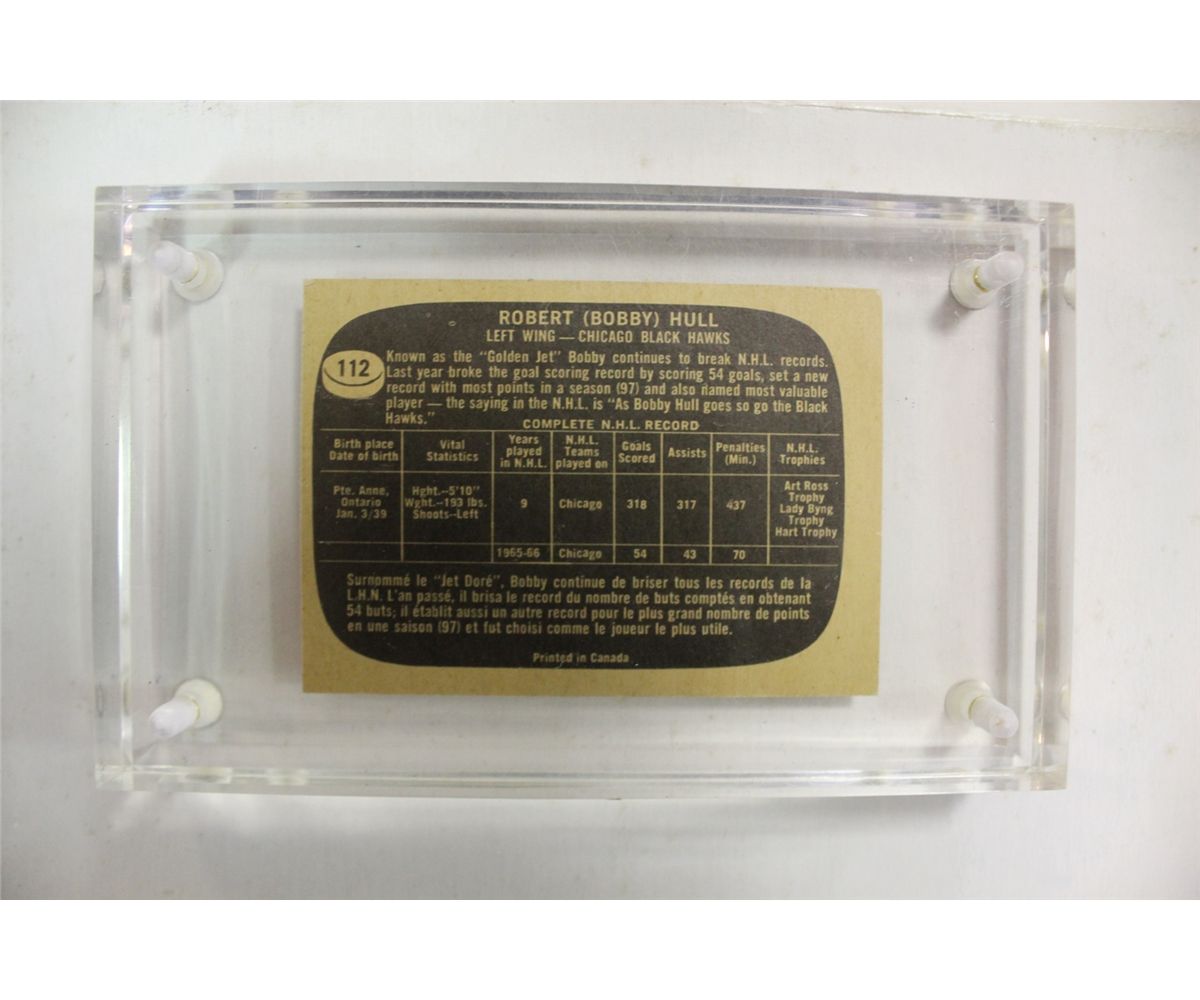 ROBERT (BOBBY) HULL
LEFT WING — CHICAGO BLACK HAWKS
112
Known as the "Golden Jet" Bobby continues to break N.H.L. records.
Last year broke the goal scoring record by scoring 54 goals, set a new
record with most points in a season (97) and also named most valuable
player — the saying in the N.H.L. is "As Bobby Hull goes so go the Black
Hawks."
COMPLETE N.H.L. RECORD
Birth place Date of birth | Vital Statistics | Years played in N.H.L. | N.H.L. Teams played on | Goals Scored | Assists | Penalties (Min.) | N.H.L. Trophies
Pte. Anne, Ontario Jan. 3/39 | Hght.--5'10" Wght.--193 lbs. Shoots--Left | 9 | Chicago | 318 | 317 | 437 | Art Ross Trophy Lady Byng Trophy Hart Trophy
1965-66 | Chicago | 54 | 43 | 70
Surnommé le "Jet Doré", Bobby continue de briser tous les records de la
L.H.N. L'an passé, il brisa le record du nombre de buts comptés en obtenant
54 buts; il établit aussi un autre record pour le plus grand nombre de points
en une saison (97) et fut choisi comme le joueur le plus utile.
Printed in Canada